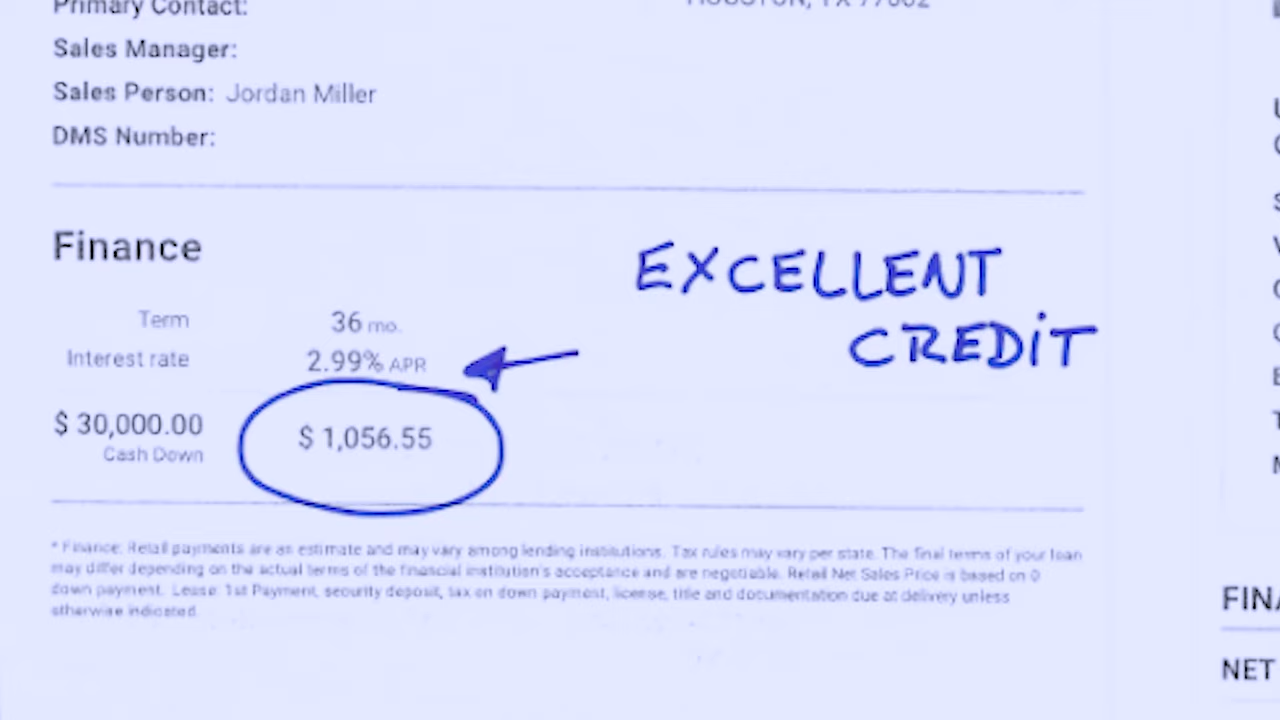 Primary Contact:
HOUSTON, TX 77002
Sales Manager:
Sales Person: Jordan Miller
DMS Number:
Finance
EXCELLENT
CREDIT
Term 36 mo.
Interest rate 2.99% APR
$ 30,000.00 $ 1,056.55
Cash Down
* Finance: Retail payments are an estimate and may vary among lending institutions. Tax rules may vary per state. The final terms of your loan
may differ depending on the actual terms of the financial institution's acceptance and are negotiable. Retail Net Sales Price is based on 0
down payment. Lease: 1st Payment, security deposit, tax on down payment, license, title and documentation due at delivery unless
otherwise indicated.
NET